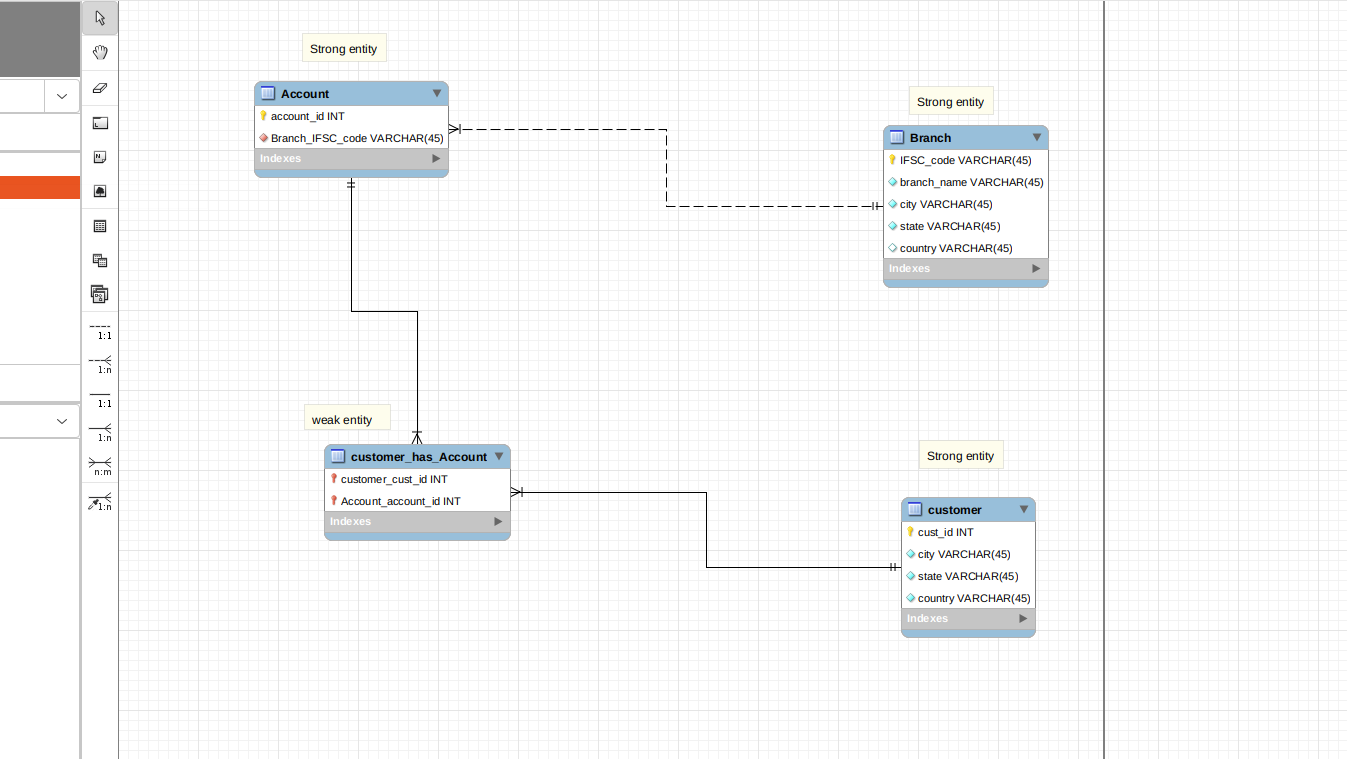 Strong entity
Account
account_id INT
Branch_IFSC_code VARCHAR(45)
Indexes
Strong entity
Branch
IFSC_code VARCHAR(45)
branch_name VARCHAR(45)
city VARCHAR(45)
state VARCHAR(45)
country VARCHAR(45)
Indexes
1:1
1:n
1:1
1:n
n:m
1:n
weak entity
customer_has_Account
customer_cust_id INT
Account_account_id INT
Indexes
Strong entity
customer
cust_id INT
city VARCHAR(45)
state VARCHAR(45)
country VARCHAR(45)
Indexes